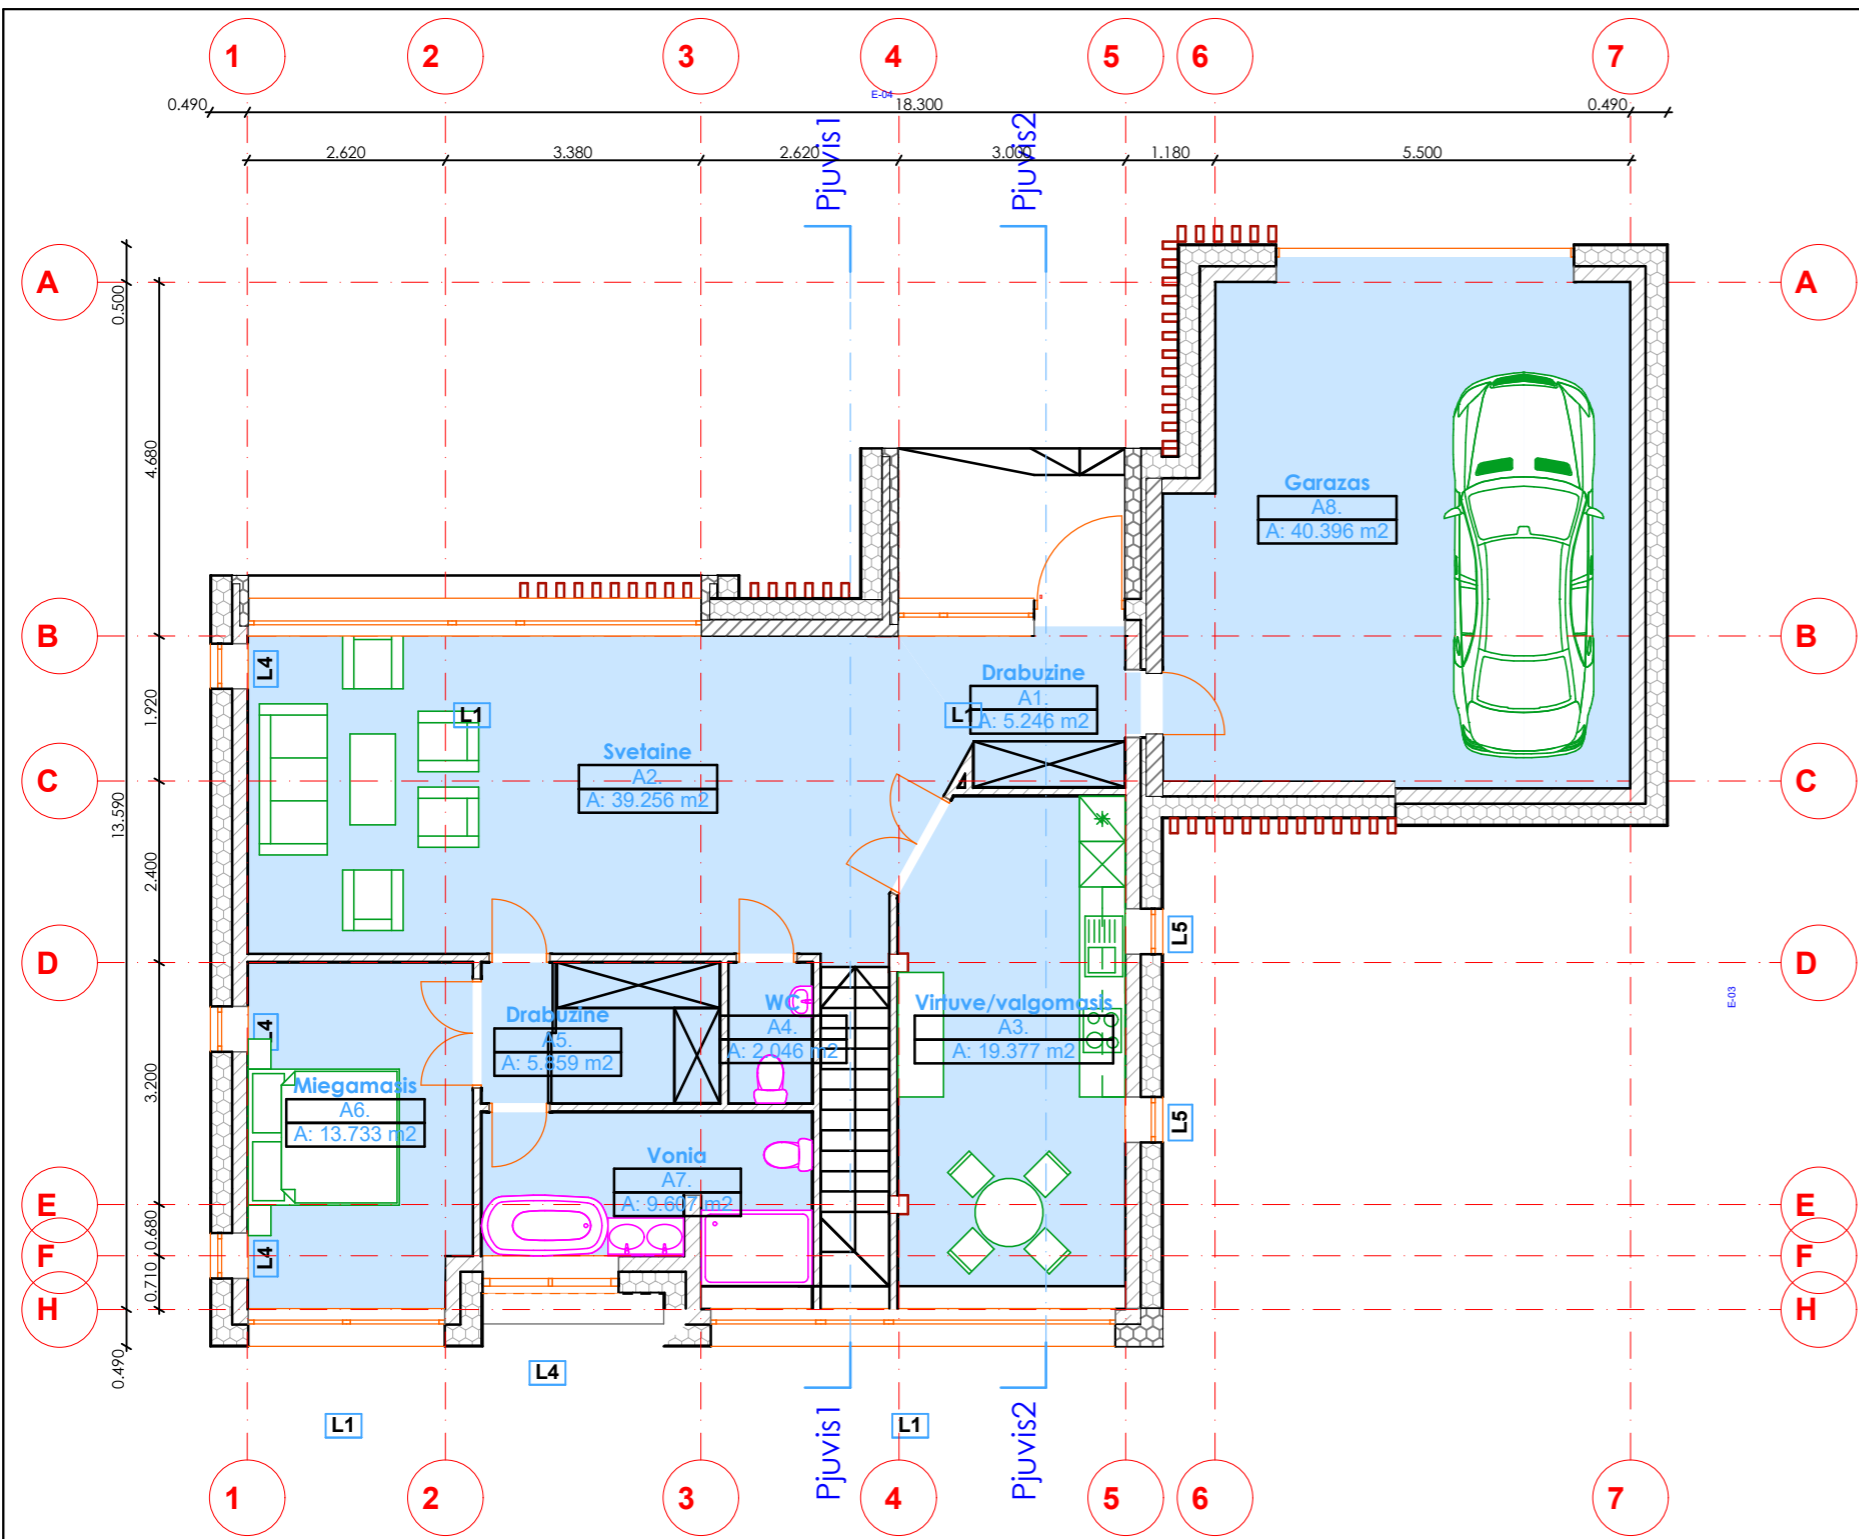 1 2 3 4 5 6 7
E-04
0.490 18.300 0.490
2.620 3.380 2.620 3.000 1.180 5.500
Pjuvis1 Pjuvis2
A A
0.500
4.680
Garazas
A8.
A: 40.396 m2
B B
L4
1.920
Drabuzine
A1.
A: 5.246 m2
L1 L1
Svetaine
A2.
A: 39.256 m2
C C
13.590
2.400
L5
D D
E-03
L4
Drabuzine
A5.
A: 5.859 m2
WC
A4.
A: 2.046 m2
Virtuve/valgomasis
A3.
A: 19.377 m2
3.200
Miegamasis
A6.
A: 13.733 m2
L5
Vonia
A7.
A: 9.607 m2
E E
0.680
L4
F F
0.710
H H
0.490
L4
L1 L1
Pjuvis1 Pjuvis2
1 2 3 4 5 6 7